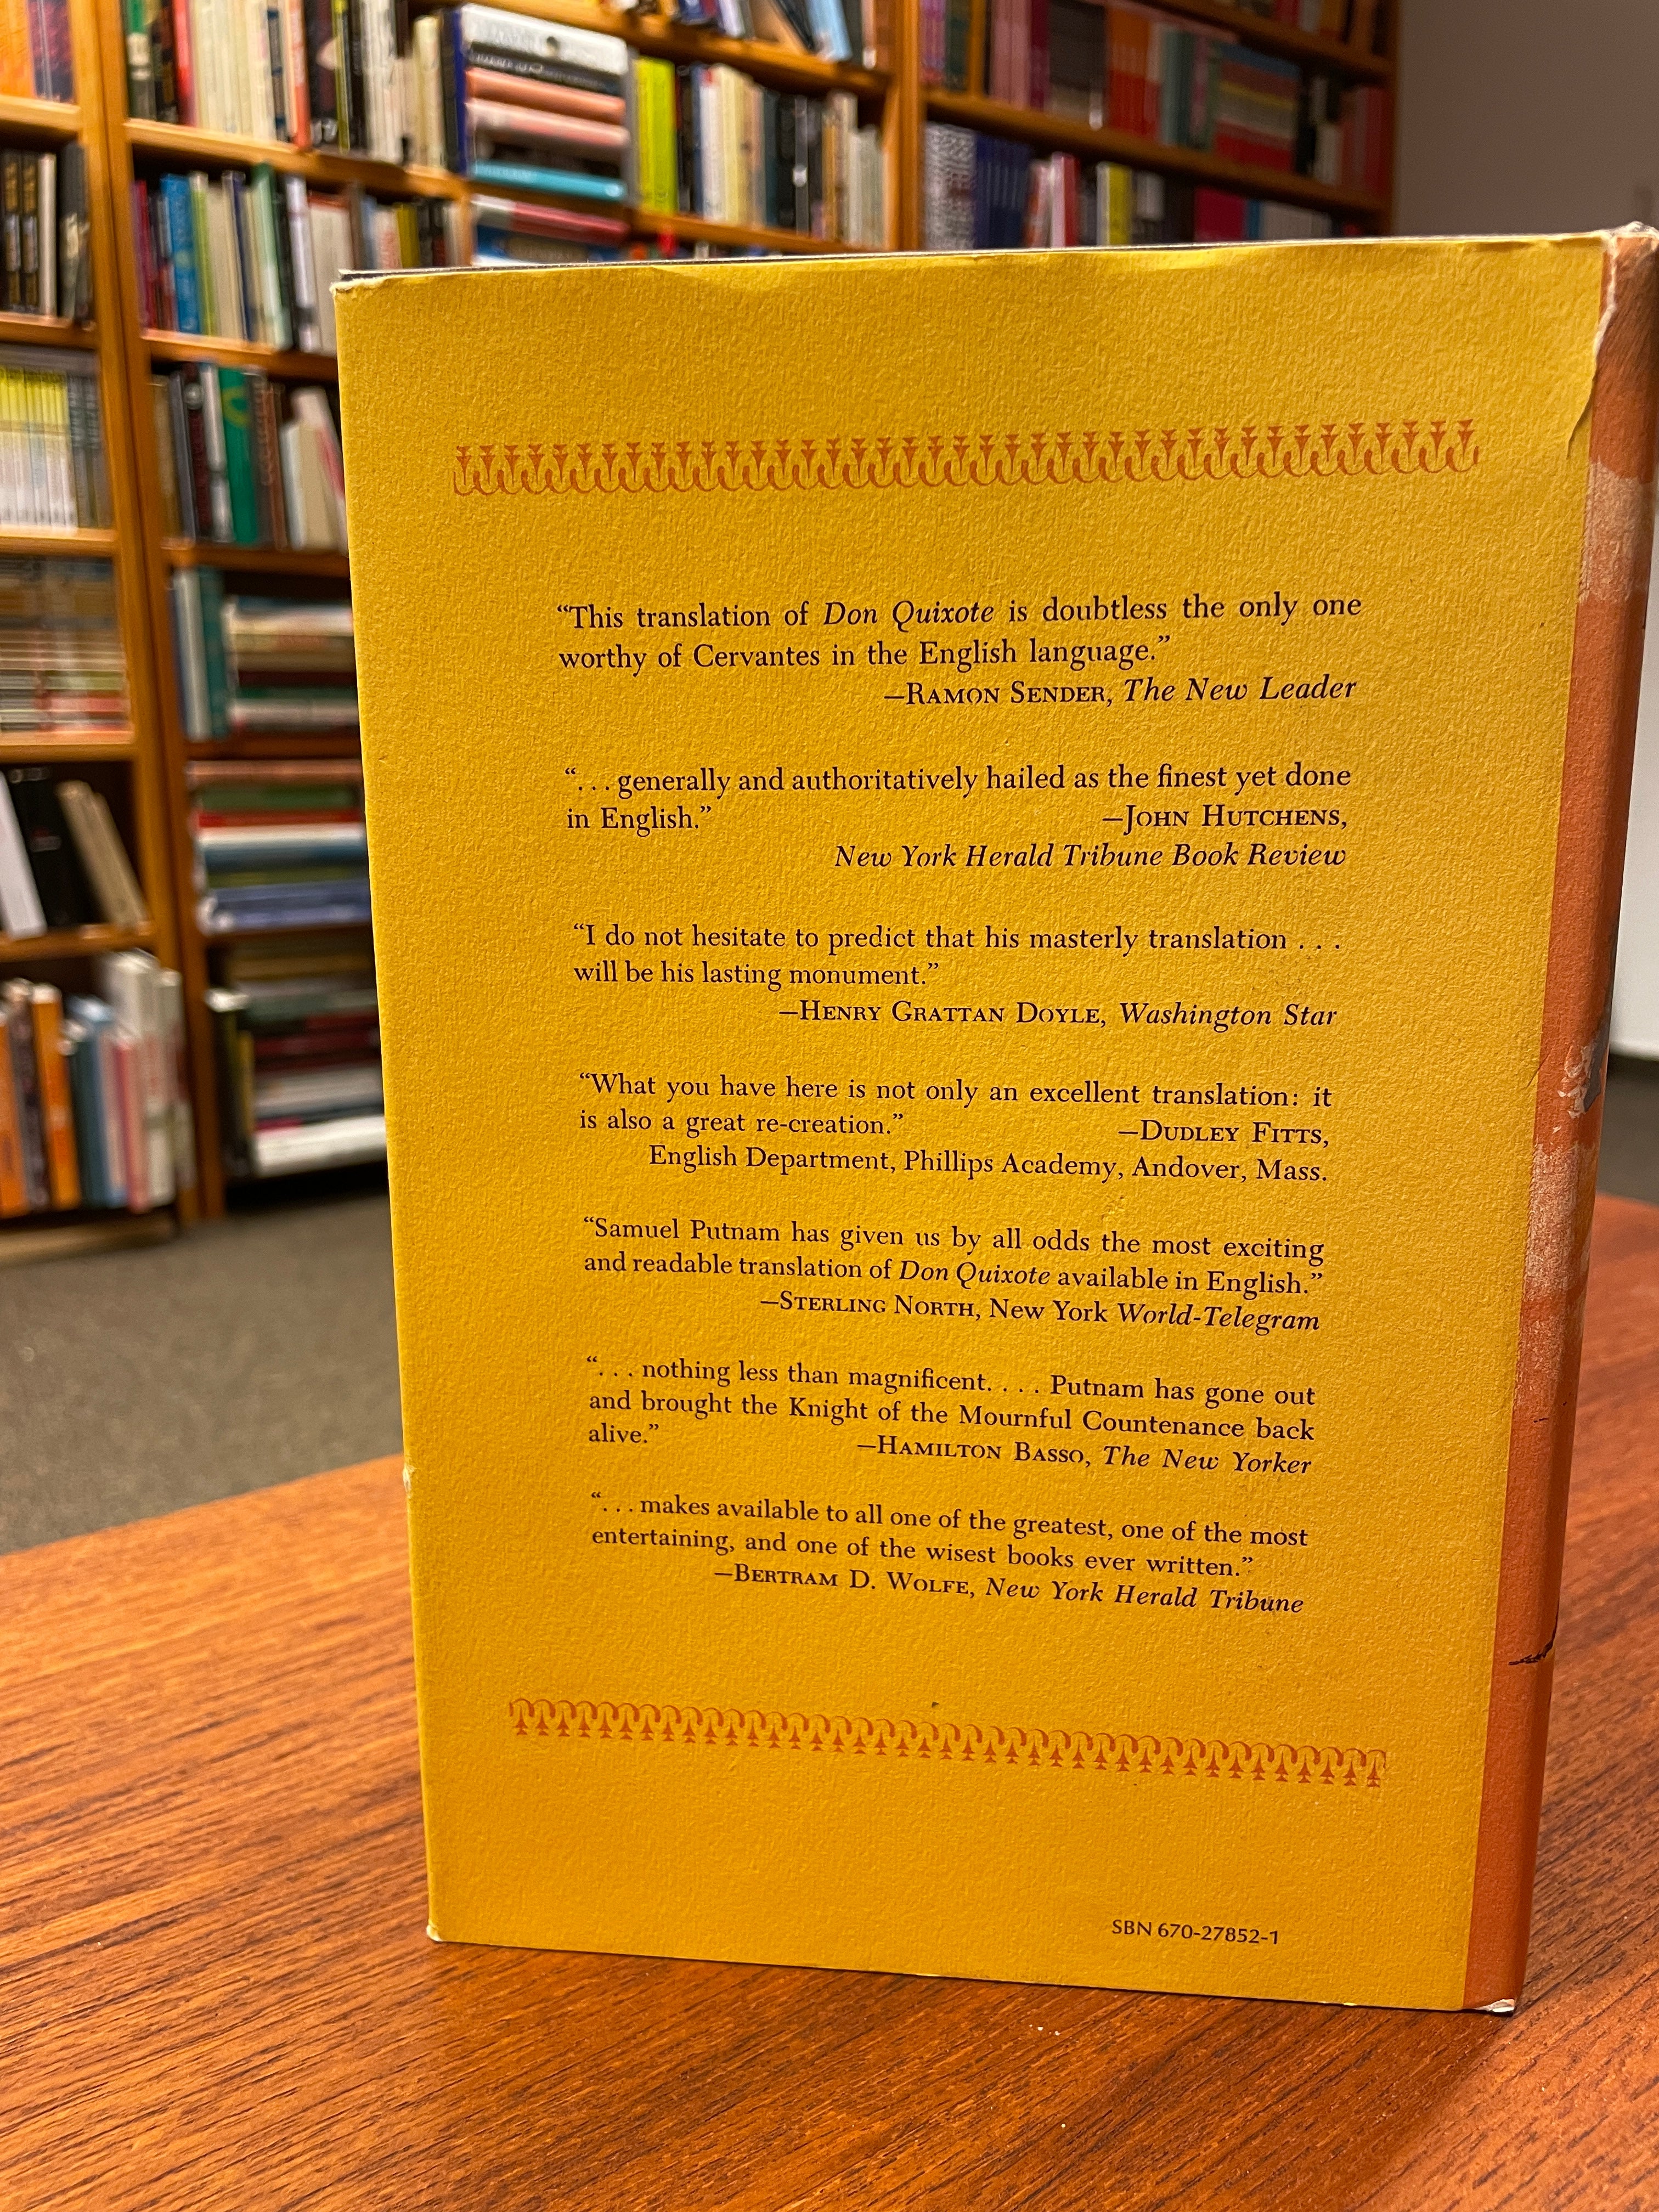 “This translation of Don Quixote is doubtless the only one
worthy of Cervantes in the English language.”
—RAMON SENDER, The New Leader
“. . . generally and authoritatively hailed as the finest yet done
in English.” —JOHN HUTCHENS,
New York Herald Tribune Book Review
“I do not hesitate to predict that his masterly translation . . .
will be his lasting monument.”
—HENRY GRATTAN DOYLE, Washington Star
“What you have here is not only an excellent translation: it
is also a great re-creation.” —DUDLEY FITTS,
English Department, Phillips Academy, Andover, Mass.
“Samuel Putnam has given us by all odds the most exciting
and readable translation of Don Quixote available in English.”
—STERLING NORTH, New York World-Telegram
“. . . nothing less than magnificent. . . . Putnam has gone out
and brought the Knight of the Mournful Countenance back
alive.” —HAMILTON BASSO, The New Yorker
“. . . makes available to all one of the greatest, one of the most
entertaining, and one of the wisest books ever written.”
—BERTRAM D. WOLFE, New York Herald Tribune
SBN 670-27852-1